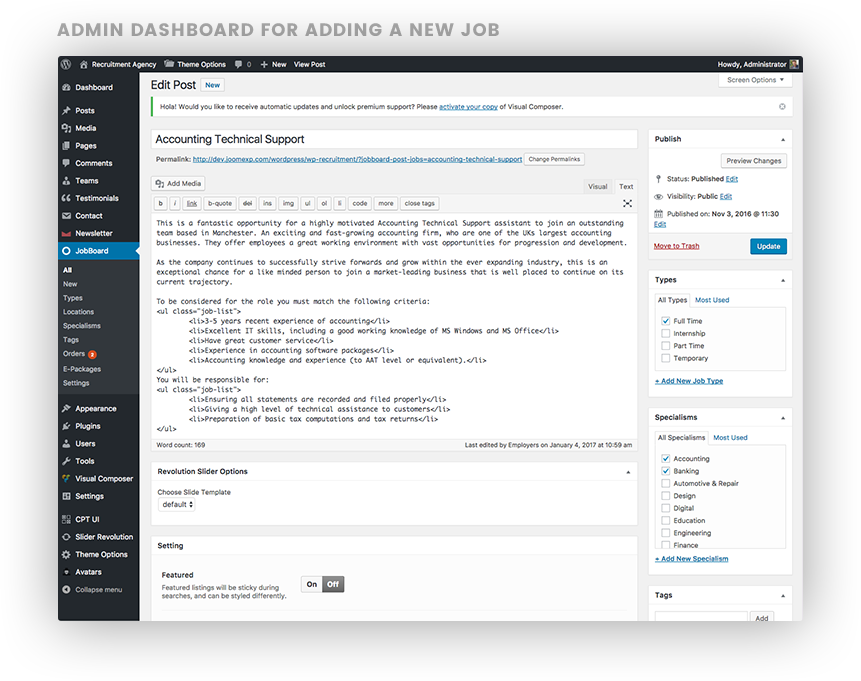 ADMIN DASHBOARD FOR ADDING A NEW JOB
Recruitment Agency Theme Options 0 New View Post Howdy, Administrator
Dashboard
Posts
Media
Pages
Comments
Teams
Testimonials
Contact
Newsletter
JobBoard
All
New
Types
Locations
Specialisms
Tags
Orders 2
E-Packages
Settings
Appearance
Plugins
Users
Tools
Visual Composer
Settings
CPT UI
Slider Revolution
Theme Options
Avatars
Collapse menu
Screen Options
Edit Post New
Hola! Would you like to receive automatic updates and unlock premium support? Please activate your copy of Visual Composer.
Accounting Technical Support
Permalink: http://dev.joomexp.com/wordpress/wp-recruitment/?jobboard-post-jobs=accounting-technical-support Change Permalinks
Add Media Visual Text
b i link b-quote del ins img ul ol li code more close tags
This is a fantastic opportunity for a highly motivated Accounting Technical Support assistant to join an outstanding
team based in Manchester. An exciting and fast-growing accounting firm, who are one of the UKs largest accounting
businesses. They offer employees a great working environment with vast opportunities for progression and development.
As the company continues to successfully strive forwards and grow within the ever expanding industry, this is an
exceptional chance for a like minded person to join a market-leading business that is well placed to continue on its
current trajectory.
To be considered for the role you must match the following criteria:
<ul class="job-list">
<li>3-5 years recent experience of accounting</li>
<li>Excellent IT skills, including a good working knowledge of MS Windows and MS Office</li>
<li>Have great customer service</li>
<li>Experience in accounting software packages</li>
<li>Accounting knowledge and experience (to AAT level or equivalent).</li>
</ul>
You will be responsible for:
<ul class="job-list">
<li>Ensuring all statements are recorded and filed properly</li>
<li>Giving a high level of technical assistance to customers</li>
<li>Preparation of basic tax computations and tax returns</li>
</ul>
Word count: 169 Last edited by Employers on January 4, 2017 at 10:59 am
Revolution Slider Options
Choose Slide Template
default
Setting
Featured
Featured listings will be sticky during
searches, and can be styled differently.
On Off
Publish
Preview Changes
Status: Published Edit
Visibility: Public Edit
Published on: Nov 3, 2016 @ 11:30
Edit
Move to Trash Update
Types
All Types Most Used
Full Time
Internship
Part Time
Temporary
+ Add New Job Type
Specialisms
All Specialisms Most Used
Accounting
Banking
Automotive & Repair
Design
Digital
Education
Engineering
Finance
+ Add New Specialism
Tags
Add